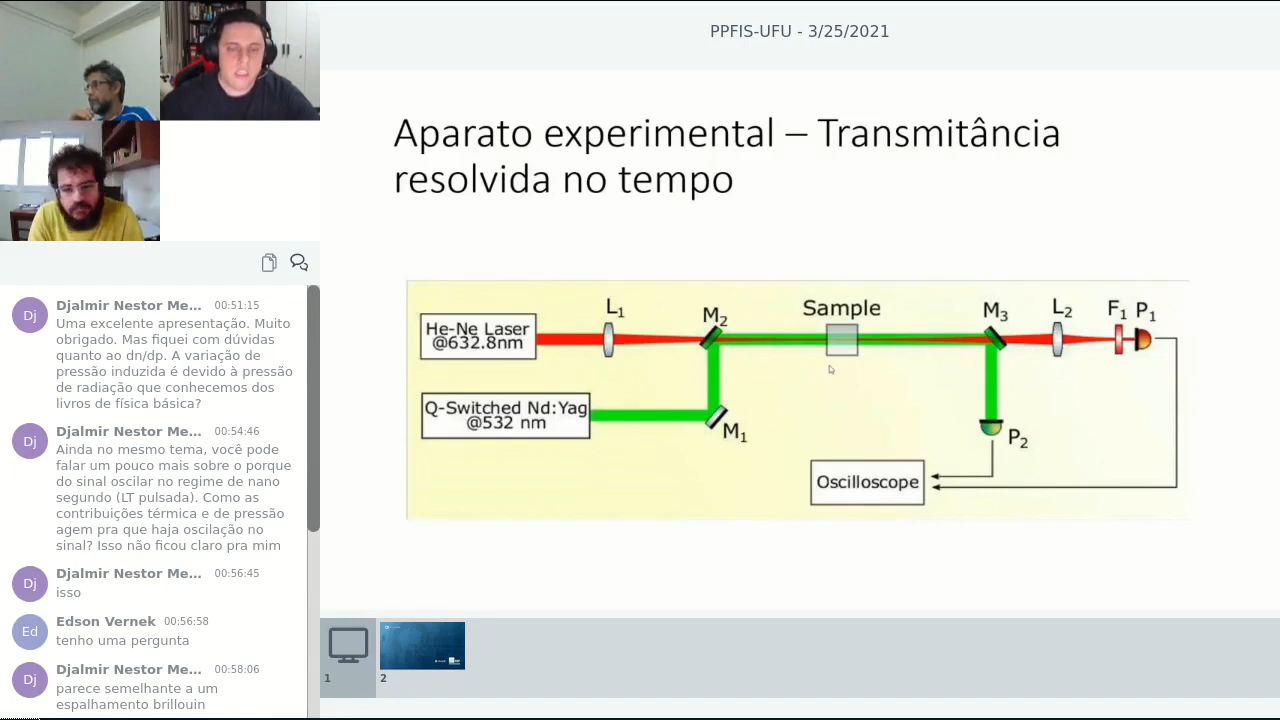 PPFIS-UFU - 3/25/2021
Aparato experimental – Transmitância
resolvida no tempo
He-Ne Laser
@632.8nm
L1
M2
Sample
M3
L2
F1
P1
Q-Switched Nd:Yag
@532 nm
M1
P2
Oscilloscope
Dj
Djalmir Nestor Me... 00:51:15
Uma excelente apresentação. Muito
obrigado. Mas fiquei com dúvidas
quanto ao dn/dp. A variação de
pressão induzida é devido à pressão
de radiação que conhecemos dos
livros de física básica?
Dj
Djalmir Nestor Me... 00:54:46
Ainda no mesmo tema, você pode
falar um pouco mais sobre o porque
do sinal oscilar no regime de nano
segundo (LT pulsada). Como as
contribuições térmica e de pressão
agem pra que haja oscilação no
sinal? Isso não ficou claro pra mim
Dj
Djalmir Nestor Me... 00:56:45
isso
Ed
Edson Vernek 00:56:58
tenho uma pergunta
Dj
Djalmir Nestor Me... 00:58:06
parece semelhante a um
espalhamento brillouin
1
2